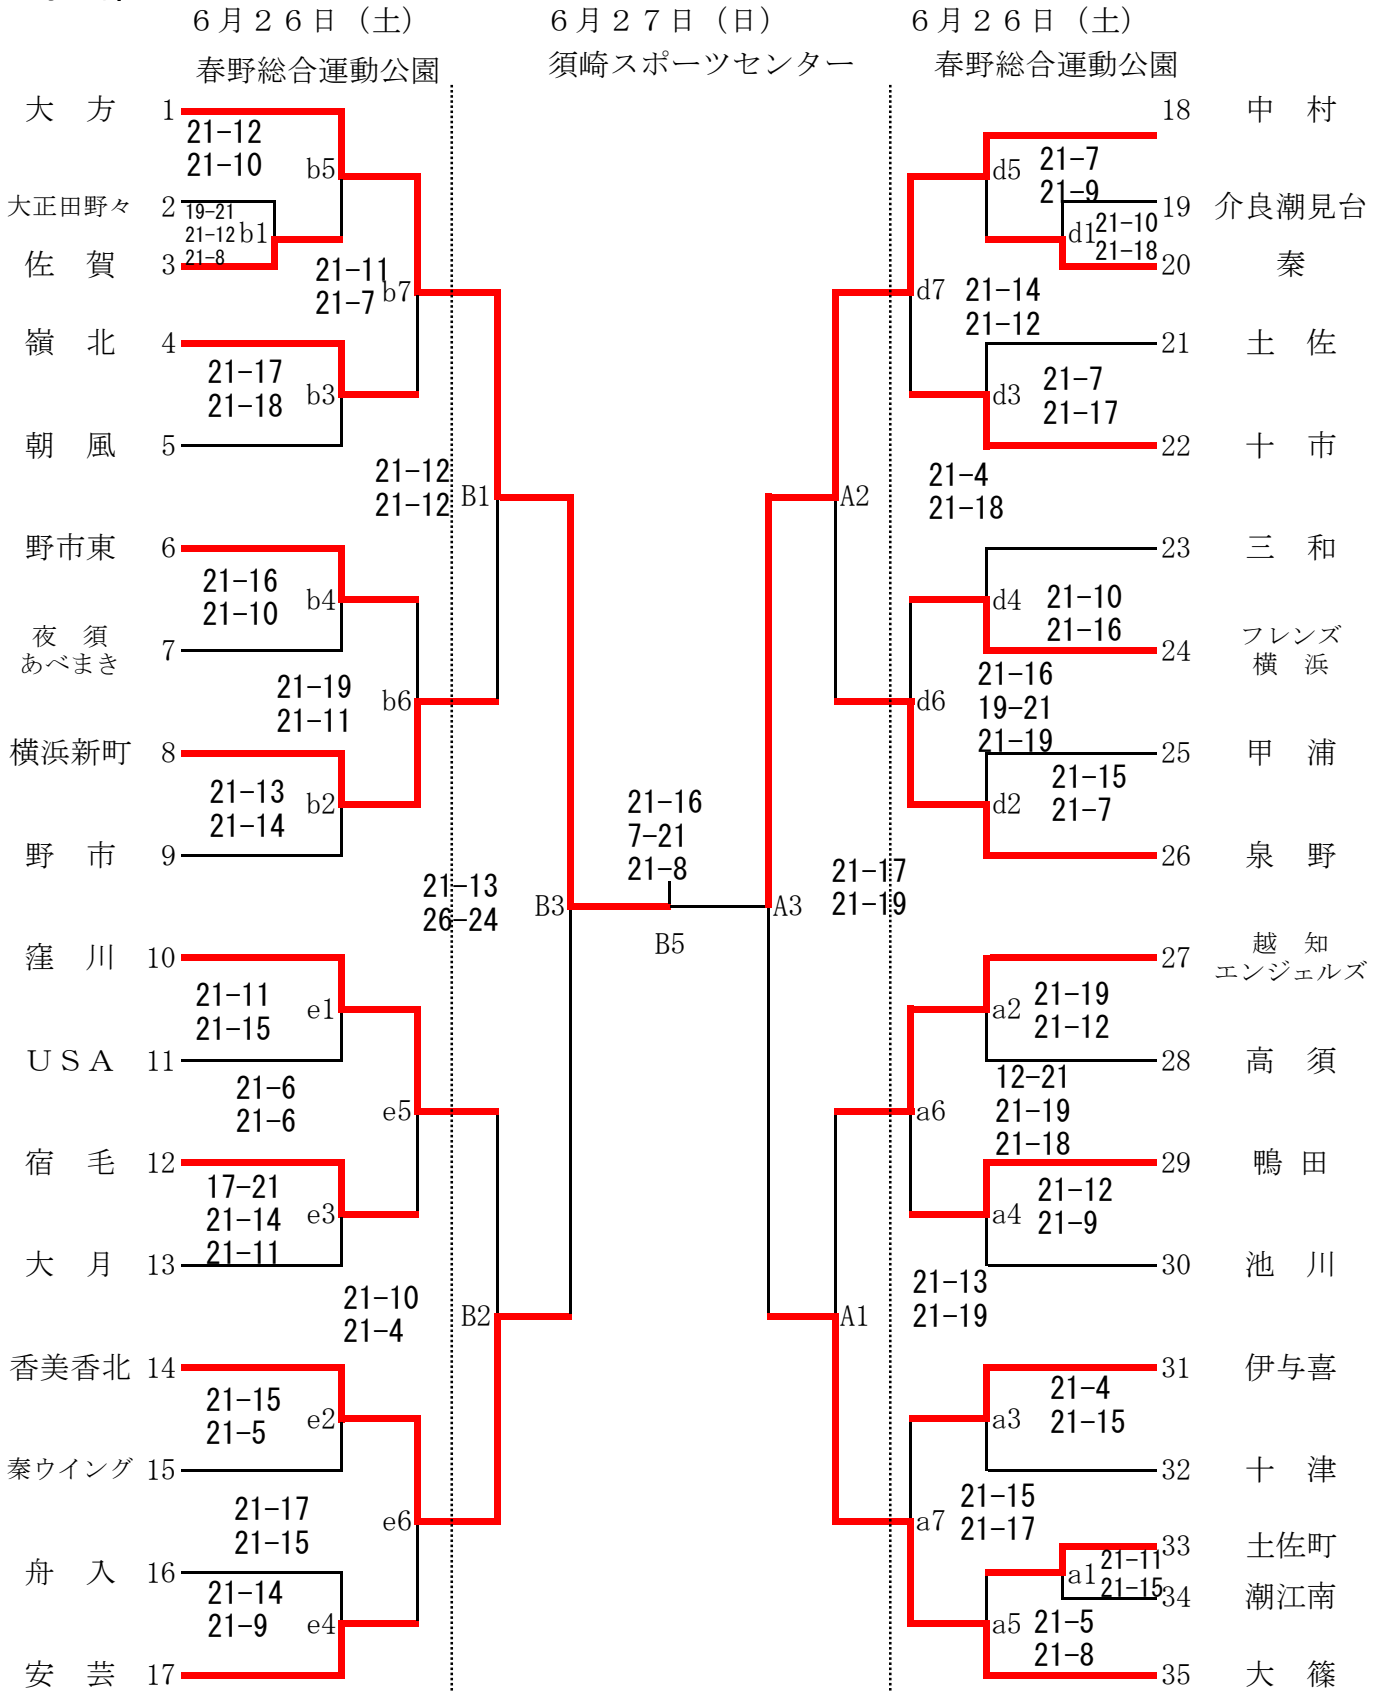 6月26日（土）
春野総合運動公園
6月27日（日）
須崎スポーツセンター
6月26日（土）
春野総合運動公園
大　方 1
21-12
21-10
b5
大正田野々 2
19-21
21-12
21-8
b1
佐　賀 3
21-11
21-7
b7
嶺　北 4
21-17
21-18
b3
朝　風 5
21-12
21-12
B1
野市東 6
21-16
21-10
b4
夜　須
あべまき 7
21-19
21-11
b6
横浜新町 8
21-13
21-14
b2
野　市 9
21-13
26-24
B3
窪　川 10
21-11
21-15
e1
ＵＳＡ 11
21-6
21-6
e5
宿　毛 12
17-21
21-14
21-11
e3
大　月 13
21-10
21-4
B2
香美香北 14
21-15
21-5
e2
秦ウイング 15
21-17
21-15
e6
舟　入 16
21-14
21-9
e4
安　芸 17
21-16
7-21
21-8
B5
18 中　村
d5
21-7
21-9
19 介良潮見台
d1
21-10
21-18
20 秦
d7
21-14
21-12
21 土　佐
d3
21-7
21-17
22 十　市
A2
21-4
21-18
23 三　和
d4
21-10
21-16
24 フレンズ
横　浜
d6
21-16
19-21
21-19
25 甲　浦
d2
21-15
21-7
26 泉　野
A3
21-17
21-19
27 越　知
エンジェルズ
a2
21-19
21-12
28 高　須
a6
12-21
21-19
21-18
29 鴨 田
a4
21-12
21-9
30 池　川
A1
21-13
21-19
31 伊与喜
a3
21-4
21-15
32 十　津
a7
21-15
21-17
33 土佐町
a1
21-11
21-15
34 潮江南
a5
21-5
21-8
35 大　篠